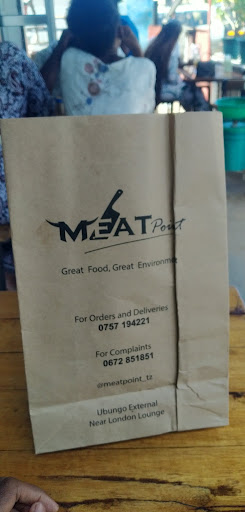 MEAT Point
Great Food, Great Environme
For Orders and Deliveries
0757 194221
For Complaints
0672 851851
@meatpoint_tz
Ubungo External
Near London Lounge